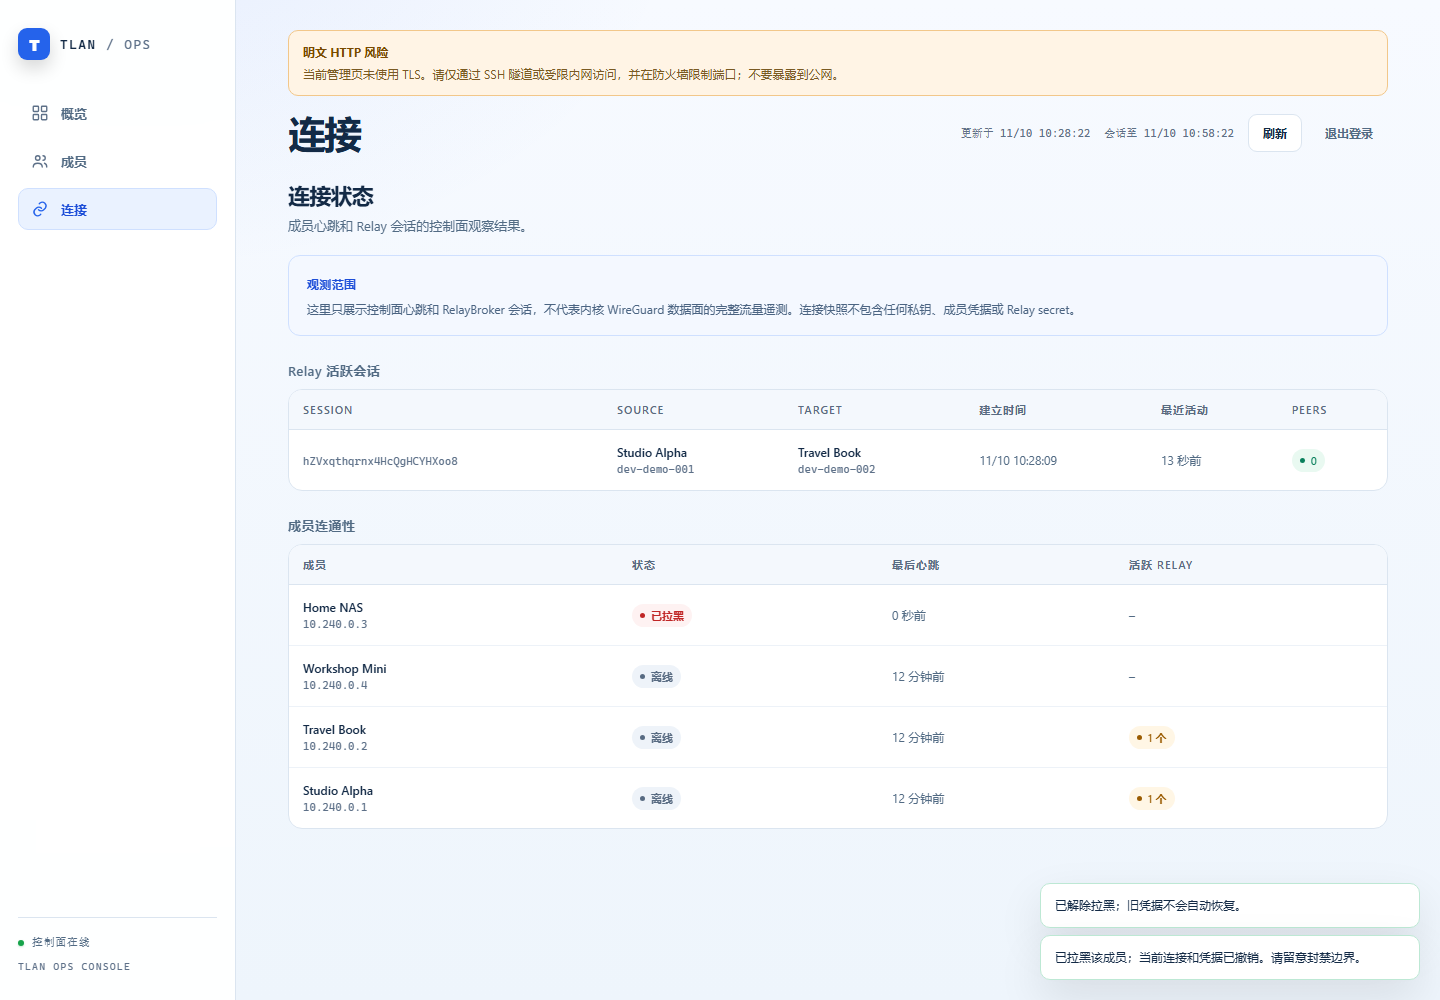 T TLAN / OPS
概览
成员
连接
控制面在线
TLAN OPS CONSOLE
明文 HTTP 风险
当前管理页未使用 TLS。请仅通过 SSH 隧道或受限内网访问，并在防火墙限制端口；不要暴露到公网。
连接
更新于 11/10 10:28:22 会话至 11/10 10:58:22 刷新 退出登录
连接状态
成员心跳和 Relay 会话的控制面观察结果。
观测范围
这里只展示控制面心跳和 RelayBroker 会话，不代表内核 WireGuard 数据面的完整流量遥测。连接快照不包含任何私钥、成员凭据或 Relay secret。
Relay 活跃会话
SESSION SOURCE TARGET 建立时间 最近活动 PEERS
hZVxqthqrnx4HcQgHCYHXoo8 Studio Alpha Travel Book 11/10 10:28:09 13 秒前 0
dev-demo-001 dev-demo-002
成员连通性
成员 状态 最后心跳 活跃 RELAY
Home NAS 已拉黑 0 秒前 –
10.240.0.3
Workshop Mini 离线 12 分钟前 –
10.240.0.4
Travel Book 离线 12 分钟前 1 个
10.240.0.2
Studio Alpha 离线 12 分钟前 1 个
10.240.0.1
已解除拉黑；旧凭据不会自动恢复。
已拉黑该成员；当前连接和凭据已撤销。请留意封禁边界。